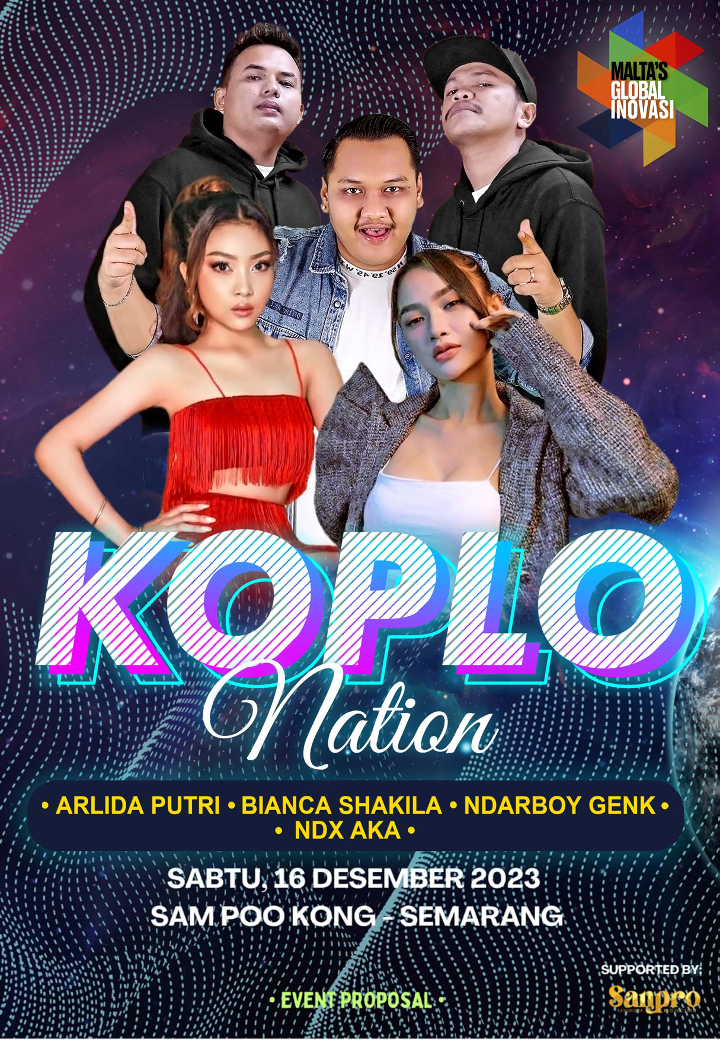 MALTA'S
GLOBAL
INOVASI
KOPLO
Nation
• ARLIDA PUTRI • BIANCA SHAKILA • NDARBOY GENK •
• NDX AKA •
SABTU, 16 DESEMBER 2023
SAM POO KONG - SEMARANG
SUPPORTED BY:
Sanpro
• EVENT PROPOSAL •